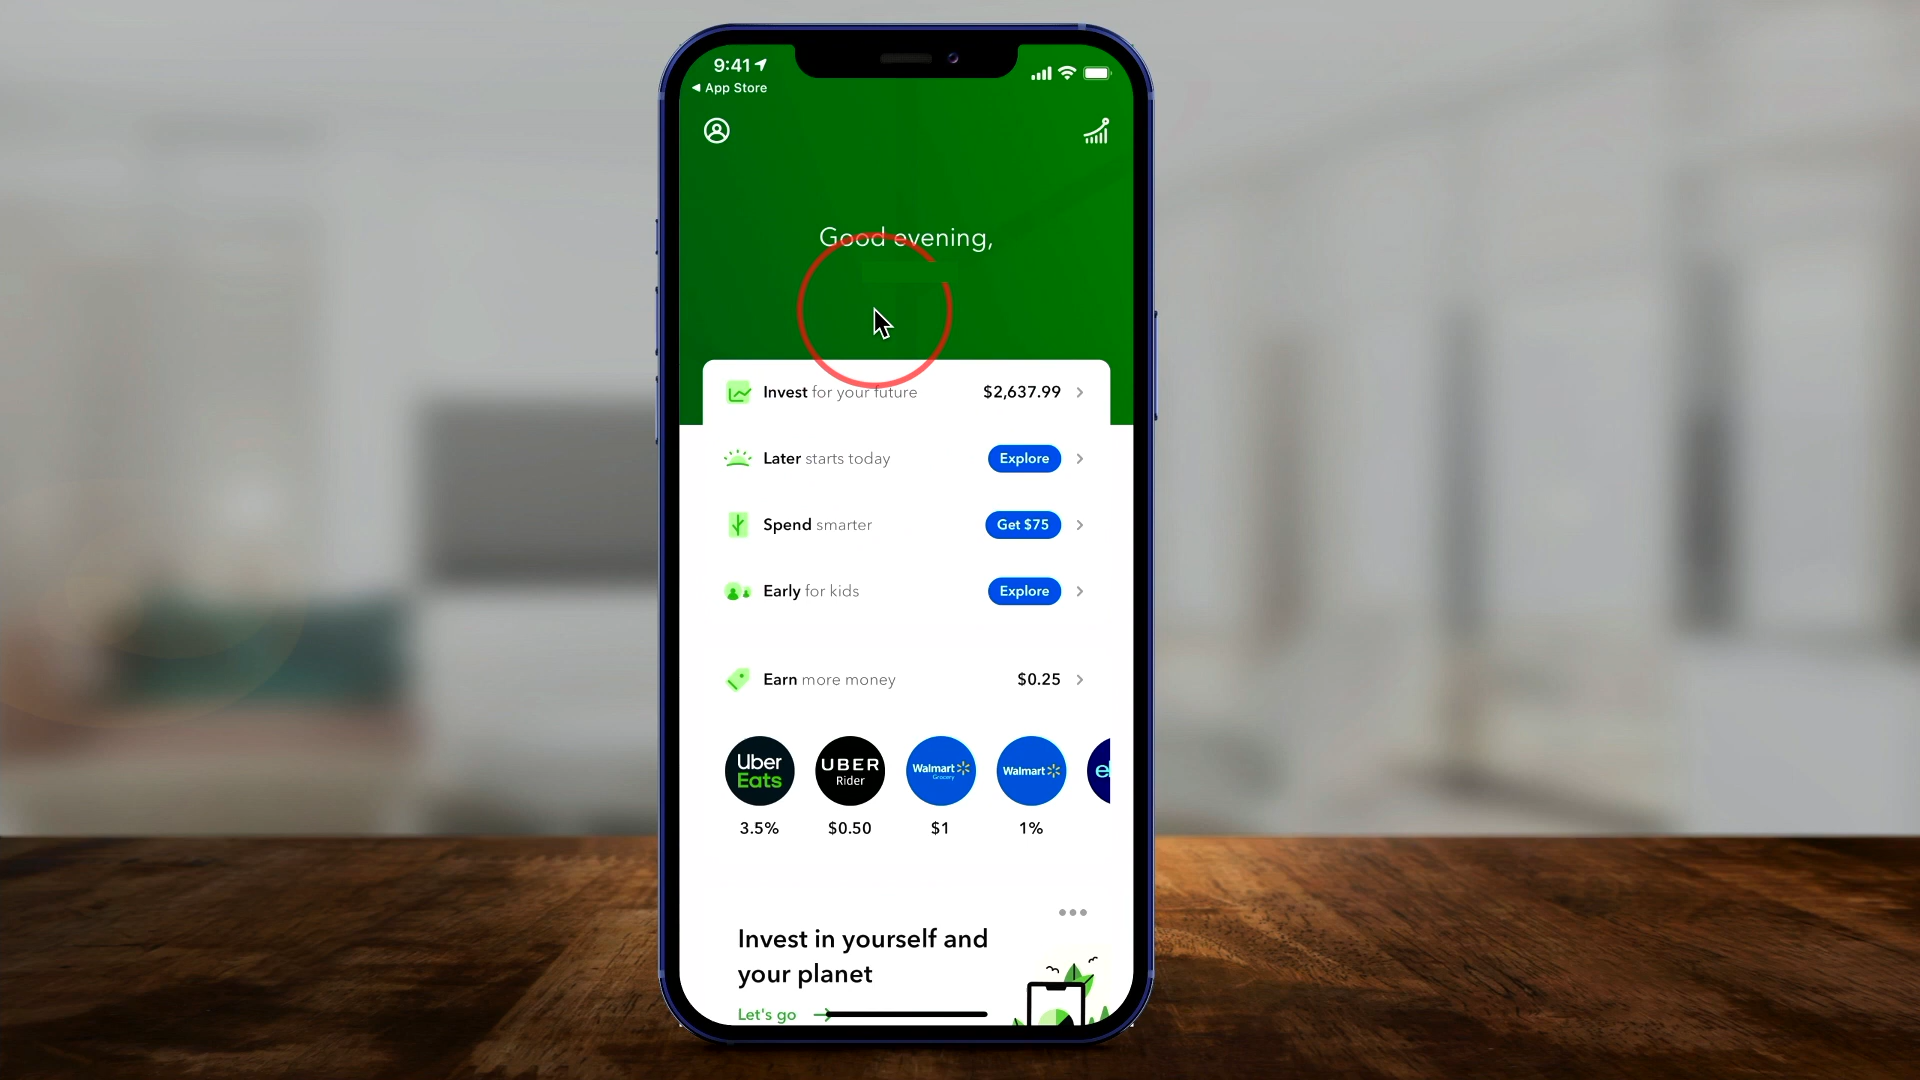 9:41
App Store
Good evening,
Invest for your future $2,637.99
Later starts today Explore
Spend smarter Get $75
Early for kids Explore
Earn more money $0.25
Uber Eats
UBER Rider
Walmart Grocery
Walmart
3.5% $0.50 $1 1%
Invest in yourself and
your planet
Let's go